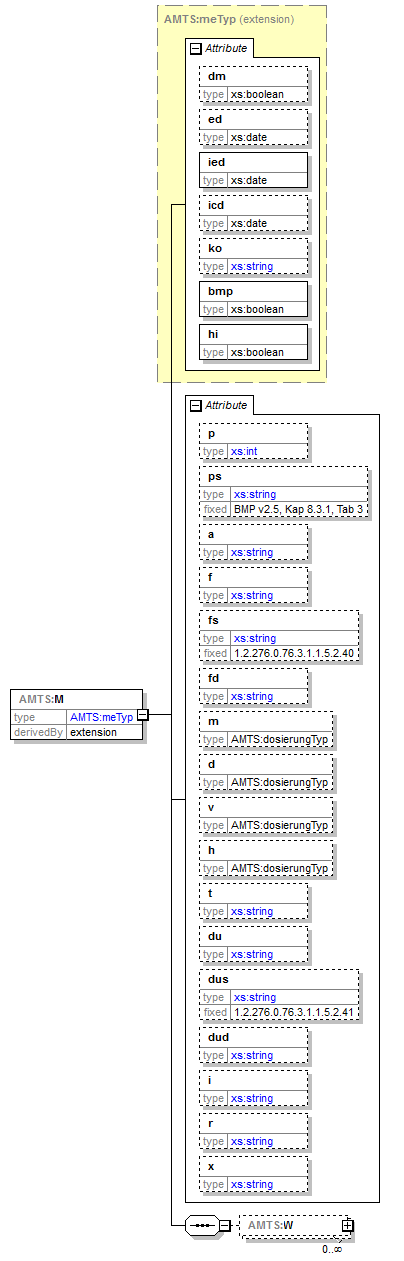 AMTS:meTyp (extension)
Attribute
dm
type xs:boolean
ed
type xs:date
ied
type xs:date
icd
type xs:date
ko
type xs:string
bmp
type xs:boolean
hi
type xs:boolean
Attribute
p
type xs:int
ps
type xs:string
fixed BMP v2.5, Kap 8.3.1, Tab 3
a
type xs:string
f
type xs:string
fs
type xs:string
fixed 1.2.276.0.76.3.1.1.5.2.40
fd
type xs:string
m
type AMTS:dosierungTyp
d
type AMTS:dosierungTyp
v
type AMTS:dosierungTyp
h
type AMTS:dosierungTyp
t
type xs:string
du
type xs:string
dus
type xs:string
fixed 1.2.276.0.76.3.1.1.5.2.41
dud
type xs:string
i
type xs:string
r
type xs:string
x
type xs:string
AMTS:M
type AMTS:meTyp
derivedBy extension
AMTS:W
0..∞